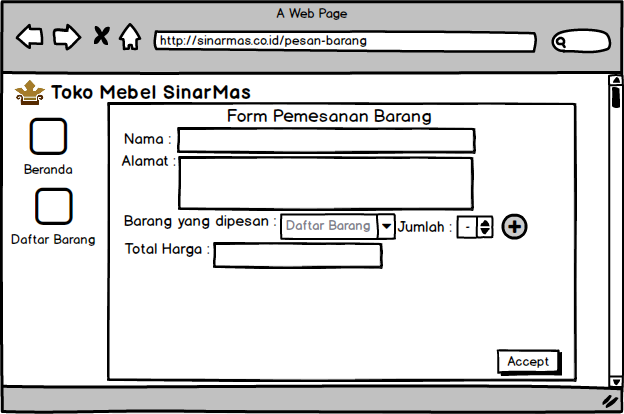 A Web Page
http://sinarmas.co.id/pesan-barang
Toko Mebel SinarMas
Form Pemesanan Barang
Nama :
Alamat :
Beranda
Barang yang dipesan : Daftar Barang Jumlah : -
Daftar Barang
Total Harga :
Accept